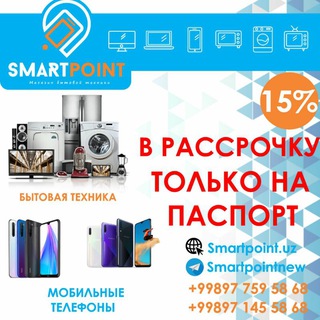 SMARTPOINT
Магазин бытовой техники
15%
В РАССРОЧКУ
ТОЛЬКО НА
ПАСПОРТ
БЫТОВАЯ ТЕХНИКА
Smartpoint.uz
Smartpointnew
+99897 759 58 68
+99897 145 58 68
МОБИЛЬНЫЕ
ТЕЛЕФОНЫ